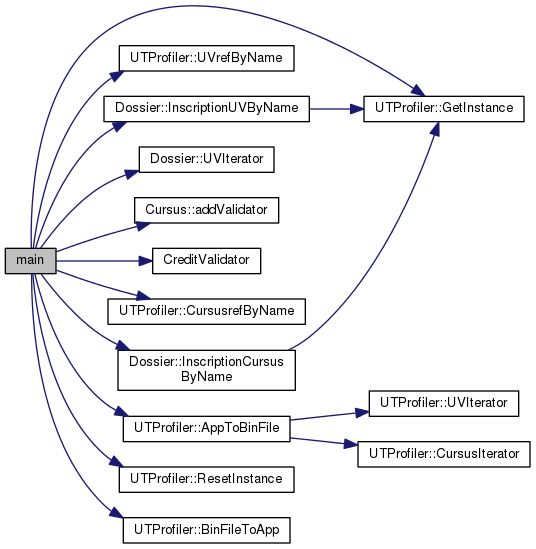 UTProfiler::UVrefByName
Dossier::InscriptionUVByName
UTProfiler::GetInstance
Dossier::UVIterator
Cursus::addValidator
main
CreditValidator
UTProfiler::CursusrefByName
Dossier::InscriptionCursus
ByName
UTProfiler::UVIterator
UTProfiler::AppToBinFile
UTProfiler::CursusIterator
UTProfiler::ResetInstance
UTProfiler::BinFileToApp